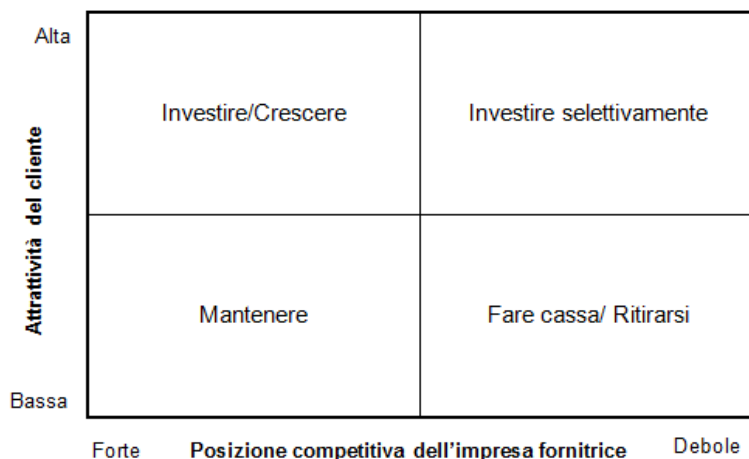 Alta
Investire/Crescere
Investire selettivamente
Attrattività del cliente
Mantenere
Fare cassa/ Ritirarsi
Bassa
Forte
Posizione competitiva dell'impresa fornitrice
Debole